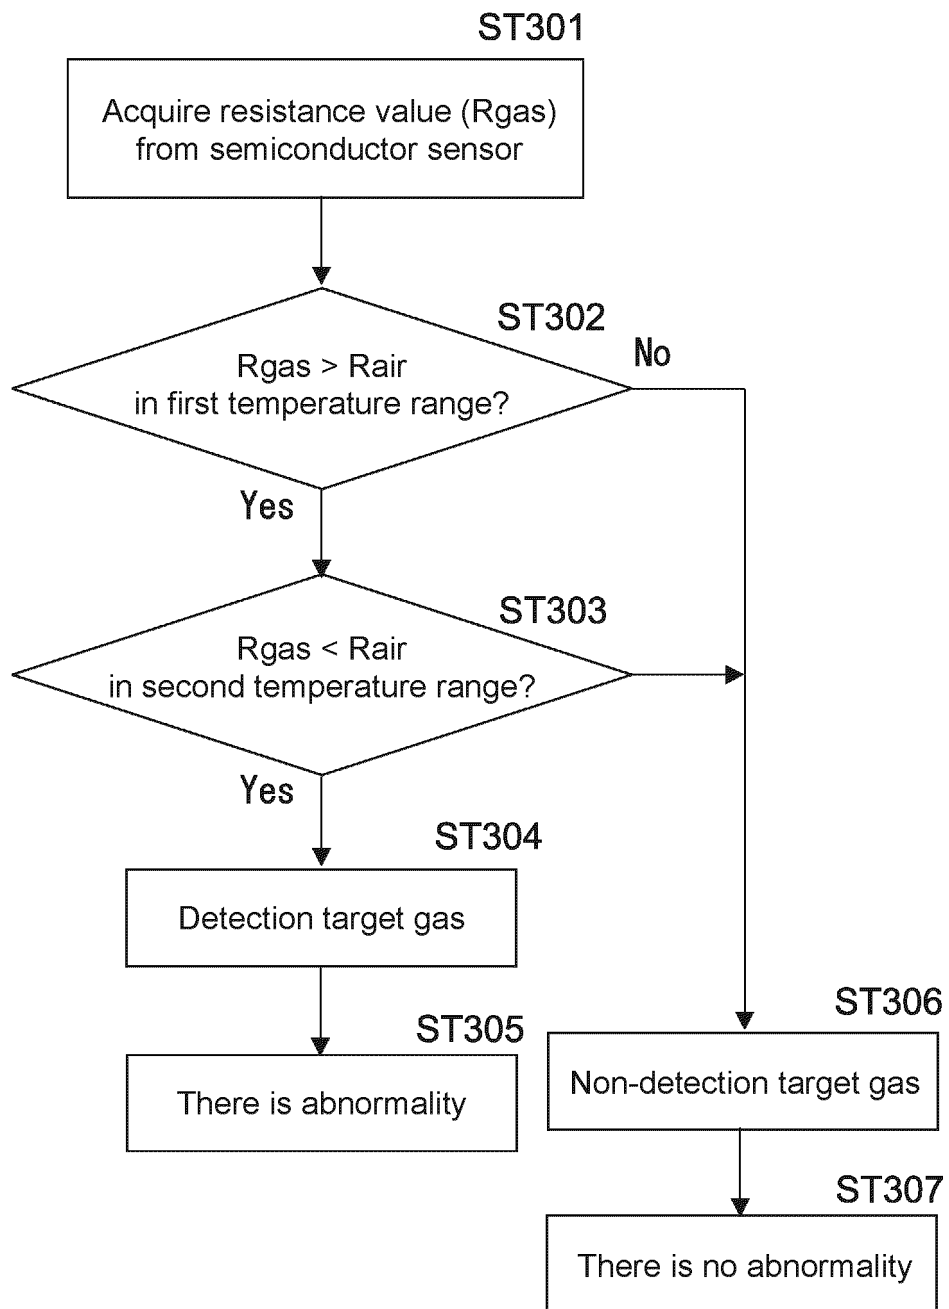 ST301
Acquire resistance value (Rgas)
from semiconductor sensor
ST302
Rgas > Rair
in first temperature range?
No
Yes
ST303
Rgas < Rair
in second temperature range?
Yes
ST304
Detection target gas
ST305
There is abnormality
ST306
Non-detection target gas
ST307
There is no abnormality